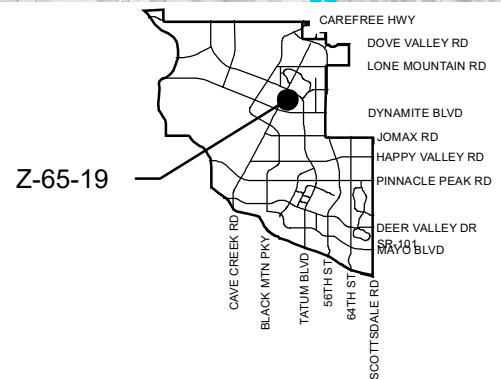 CAREFREE HWY
DOVE VALLEY RD
LONE MOUNTAIN RD
DYNAMITE BLVD
JOMAX RD
HAPPY VALLEY RD
Z-65-19
PINNACLE PEAK RD
DEER VALLEY DR
SR-101
MAYO BLVD
CAVE CREEK RD
BLACK MTN PKY
TATUM BLVD
56TH ST
64TH ST
SCOTTSDALE RD